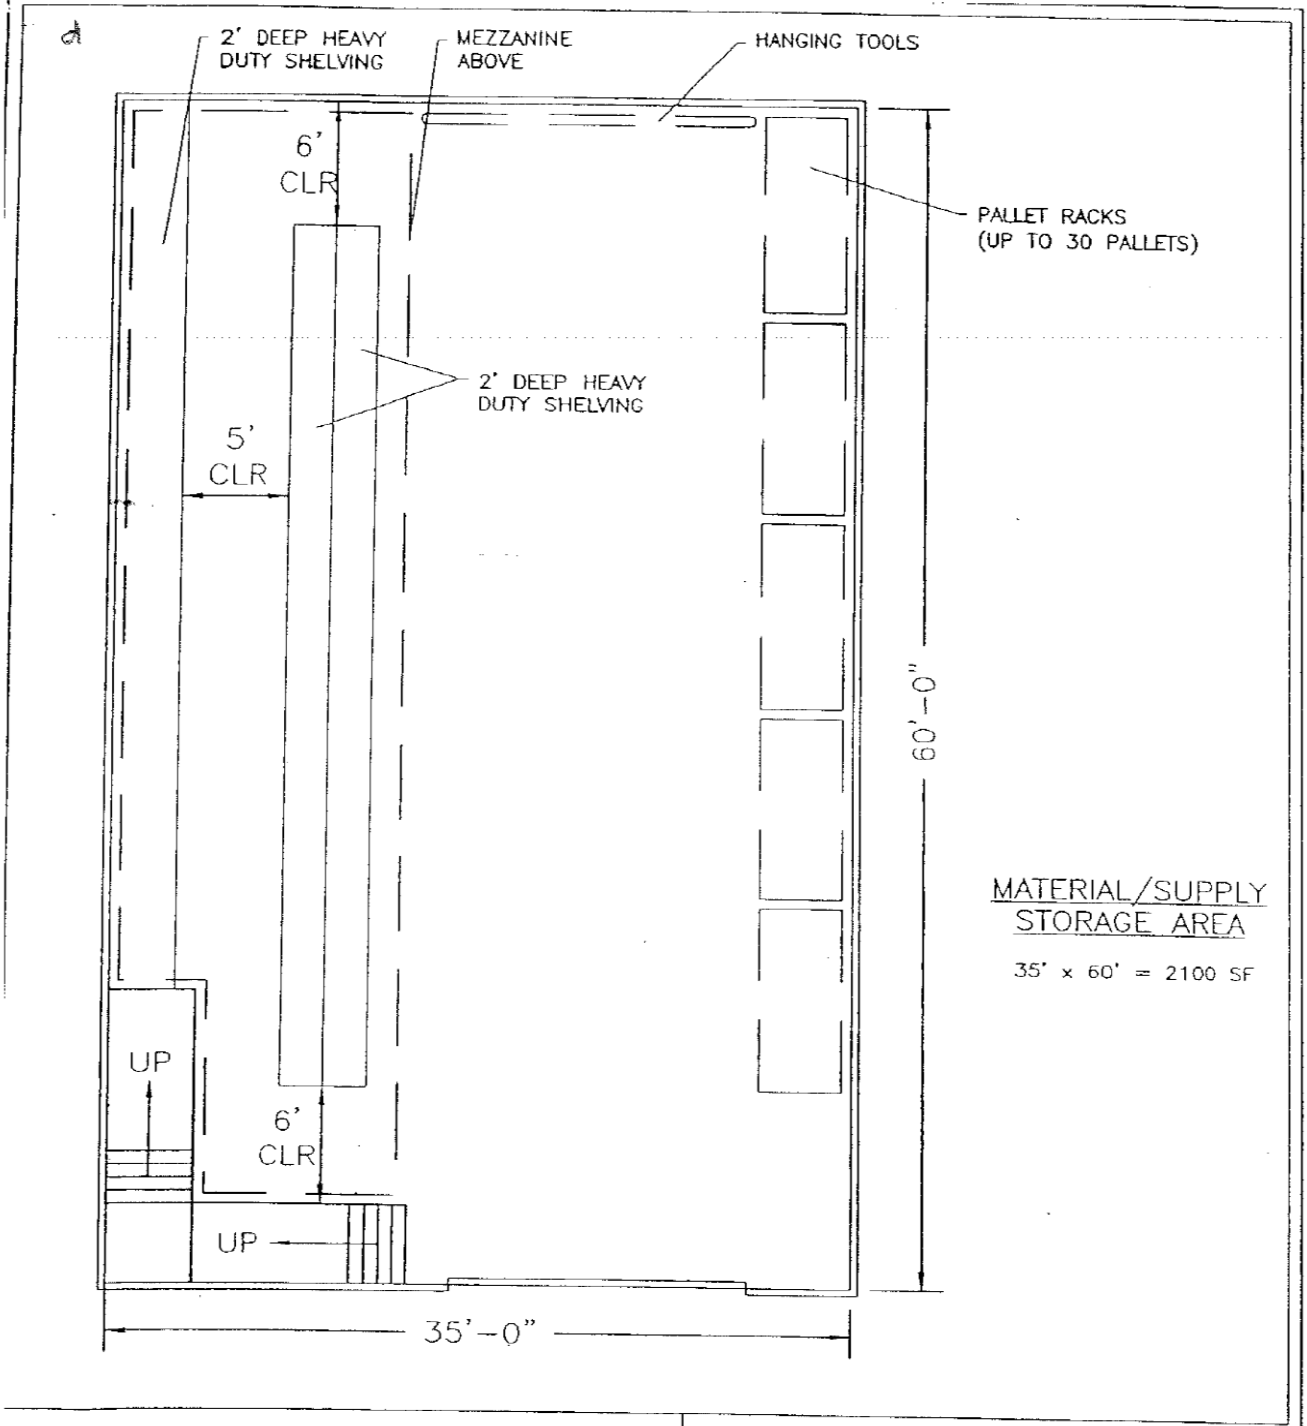 2' DEEP HEAVY
DUTY SHELVING
MEZZANINE
ABOVE
HANGING TOOLS
6'
CLR
PALLET RACKS
(UP TO 30 PALLETS)
2' DEEP HEAVY
DUTY SHELVING
5'
CLR
60'-0"
MATERIAL/SUPPLY
STORAGE AREA
35' x 60' = 2100 SF
UP
6'
CLR
UP
35'-0"